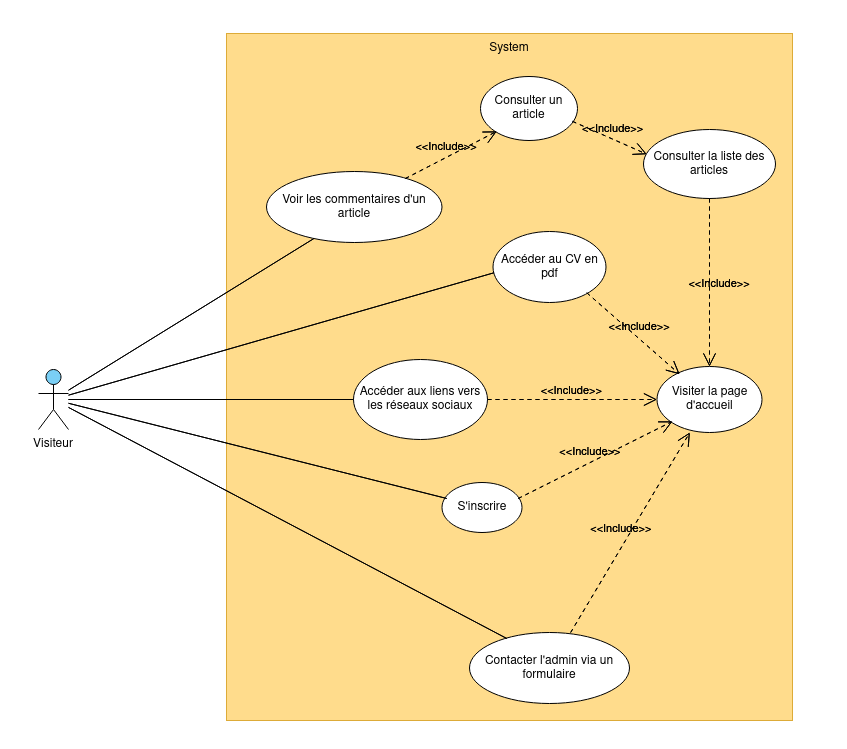 System
Consulter un
article
<<Include>>
<<Include>>
Consulter la liste des
articles
Voir les commentaires d'un
article
Accéder au CV en
pdf
<<Include>>
<<Include>>
Accéder aux liens vers
les réseaux sociaux
<<Include>>
Visiter la page
d'accueil
Visiteur
<<Include>>
S'inscrire
<<Include>>
Contacter l'admin via un
formulaire